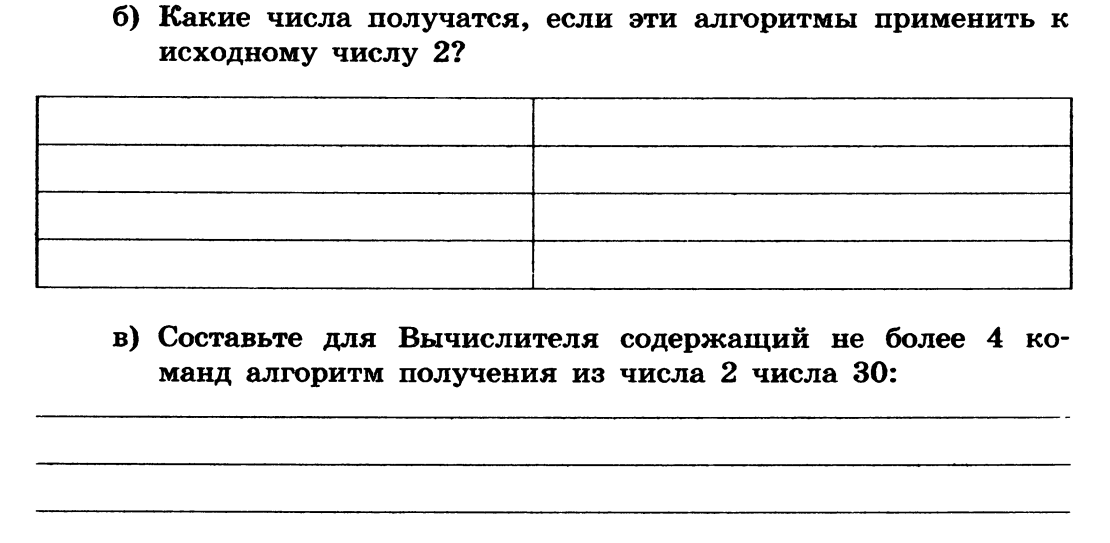 б) Какие числа получатся, если эти алгоритмы применить к
исходному числу 2?
в) Составьте для Вычислителя содержащий не более 4 ко-
манд алгоритм получения из числа 2 числа 30: